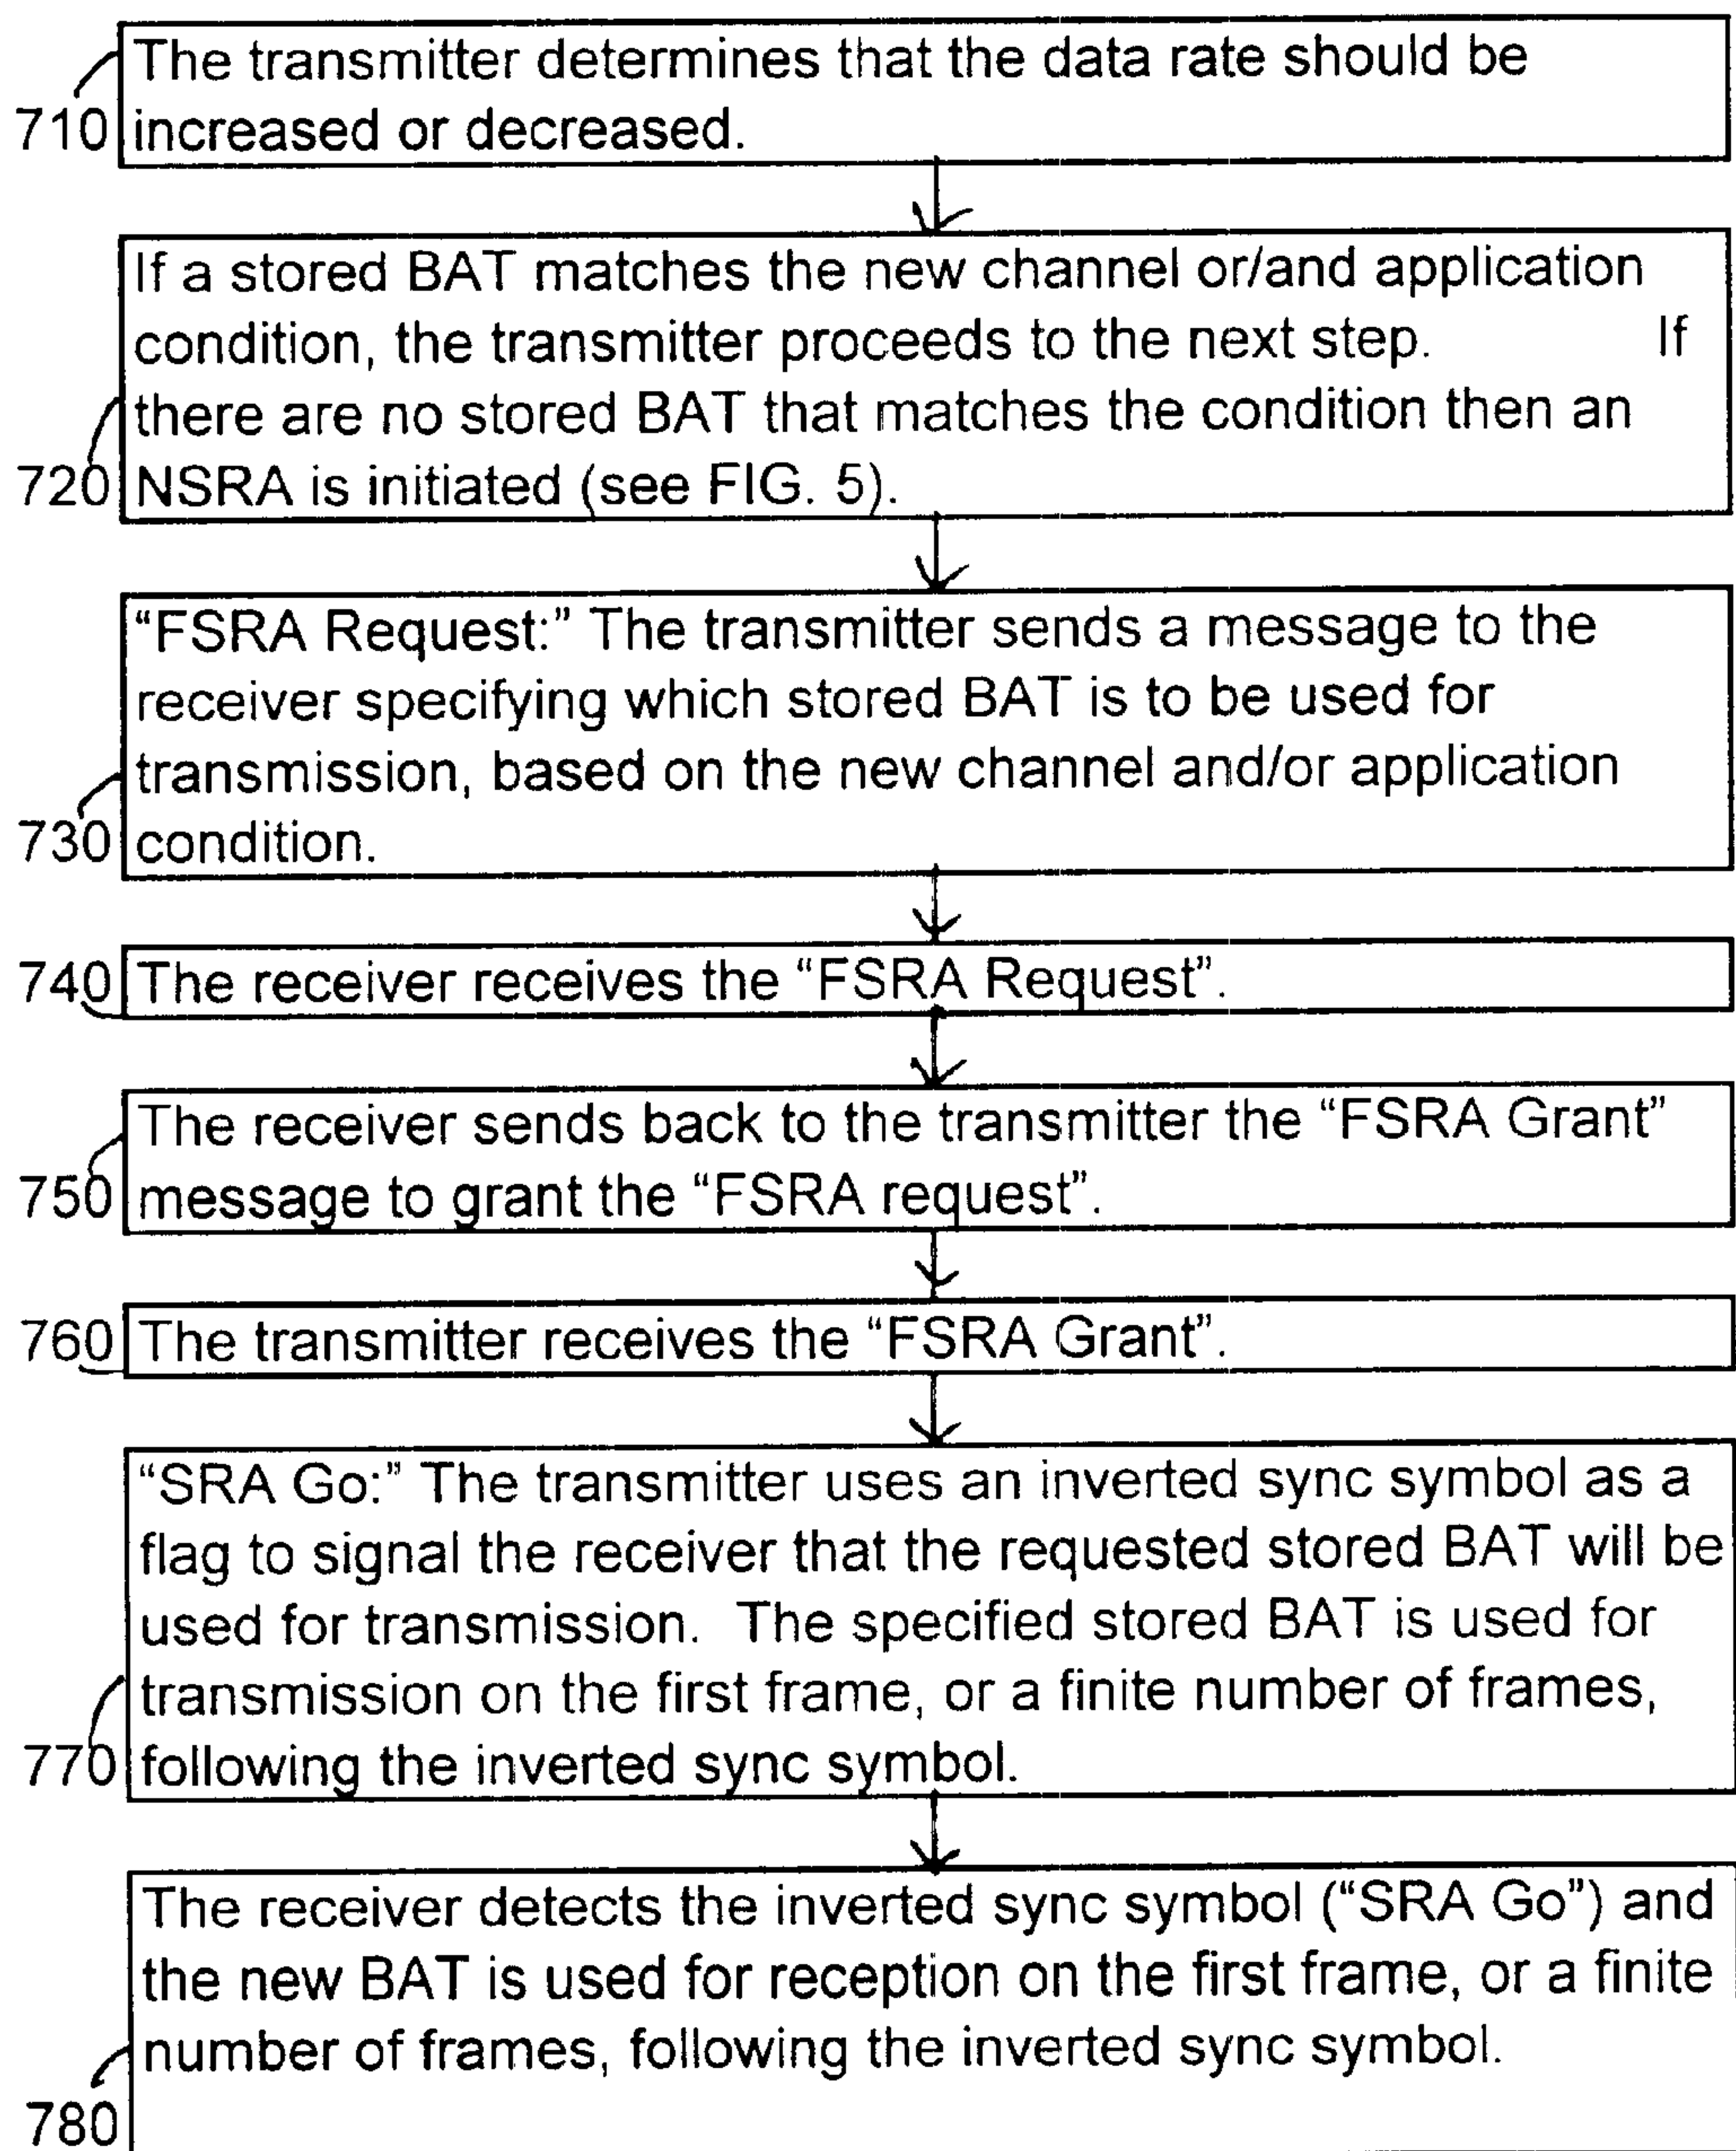 The transmitter determines that the data rate should be
710 increased or decreased.
If a stored BAT matches the new channel or/and application
condition, the transmitter proceeds to the next step. If
there are no stored BAT that matches the condition then an
720 NSRA is initiated (see FIG. 5).
“FSRA Request:” The transmitter sends a message to the
receiver specifying which stored BAT is to be used for
transmission, based on the new channel and/or application
730 condition.
740 The receiver receives the “FSRA Request”.
The receiver sends back to the transmitter the “FSRA Grant”
750 message to grant the “FSRA request”.
760 The transmitter receives the “FSRA Grant”.
“SRA Go:” The transmitter uses an inverted sync symbol as a
flag to signal the receiver that the requested stored BAT will be
used for transmission. The specified stored BAT is used for
transmission on the first frame, or a finite number of frames,
770 following the inverted sync symbol.
The receiver detects the inverted sync symbol (“SRA Go”) and
the new BAT is used for reception on the first frame, or a finite
number of frames, following the inverted sync symbol.
780